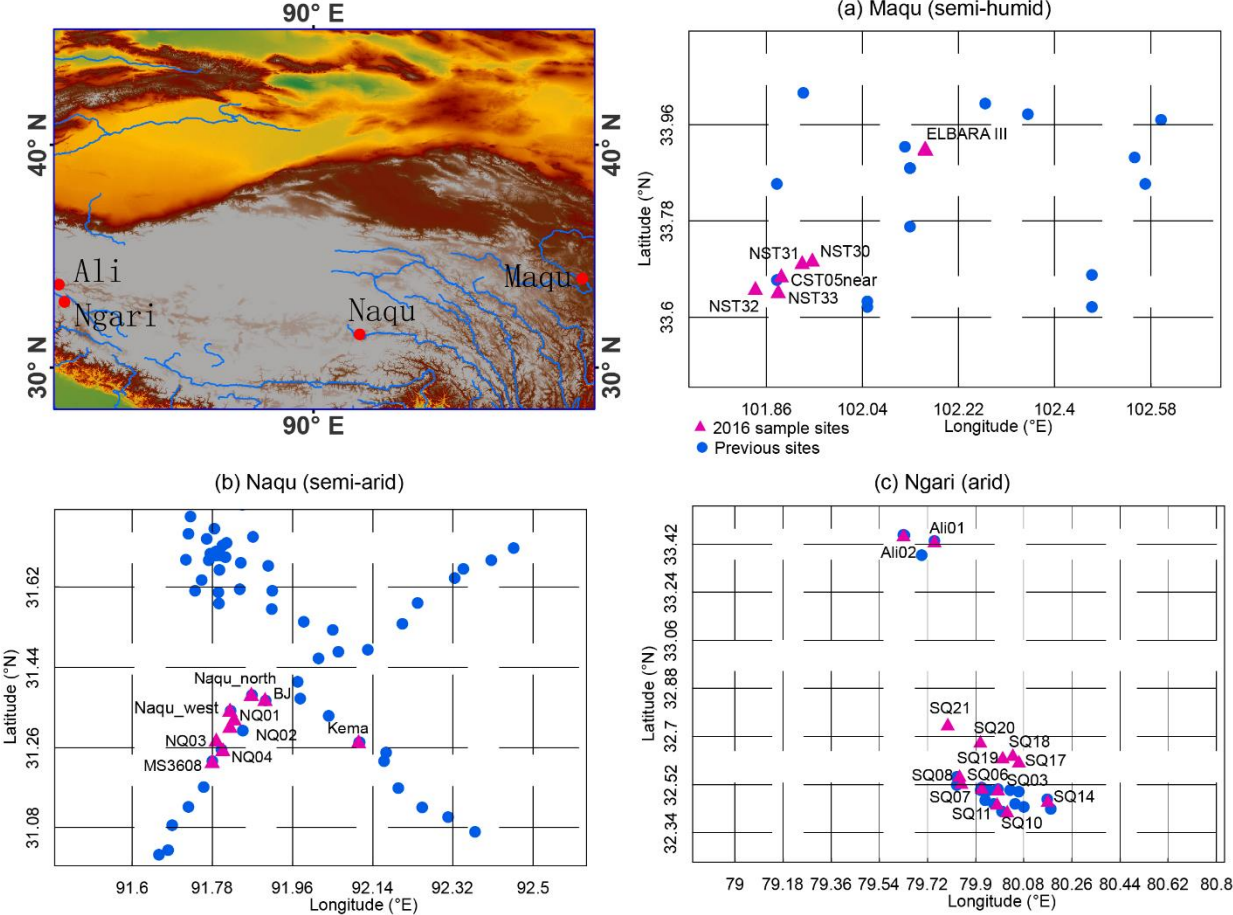 90° E
40° N
40° N
Ali
Maqu
Ngari
Naqu
30° N
30° N
90° E
(a) Maqu (semi-humid)
33.96
33.78
33.6
Latitude (°N)
ELBARA III
NST31
NST30
CST05near
NST32
NST33
101.86 102.04 102.22 102.4 102.58
Longitude (°E)
2016 sample sites
Previous sites
(b) Naqu (semi-arid)
31.62
31.44
31.26
31.08
Latitude (°N)
Naqu_north
BJ
Naqu_west
NQ01
NQ02
Kema
NQ03
NQ04
MS3608
91.6 91.78 91.96 92.14 92.32 92.5
Longitude (°E)
(c) Ngari (arid)
33.42
33.24
33.06
32.88
32.7
32.52
32.34
Latitude (°N)
Ali01
Ali02
SQ21
SQ20
SQ18
SQ19
SQ17
SQ08
SQ06
SQ03
SQ07
SQ14
SQ11
SQ10
79 79.18 79.36 79.54 79.72 79.9 80.08 80.26 80.44 80.62 80.8
Longitude (°E)